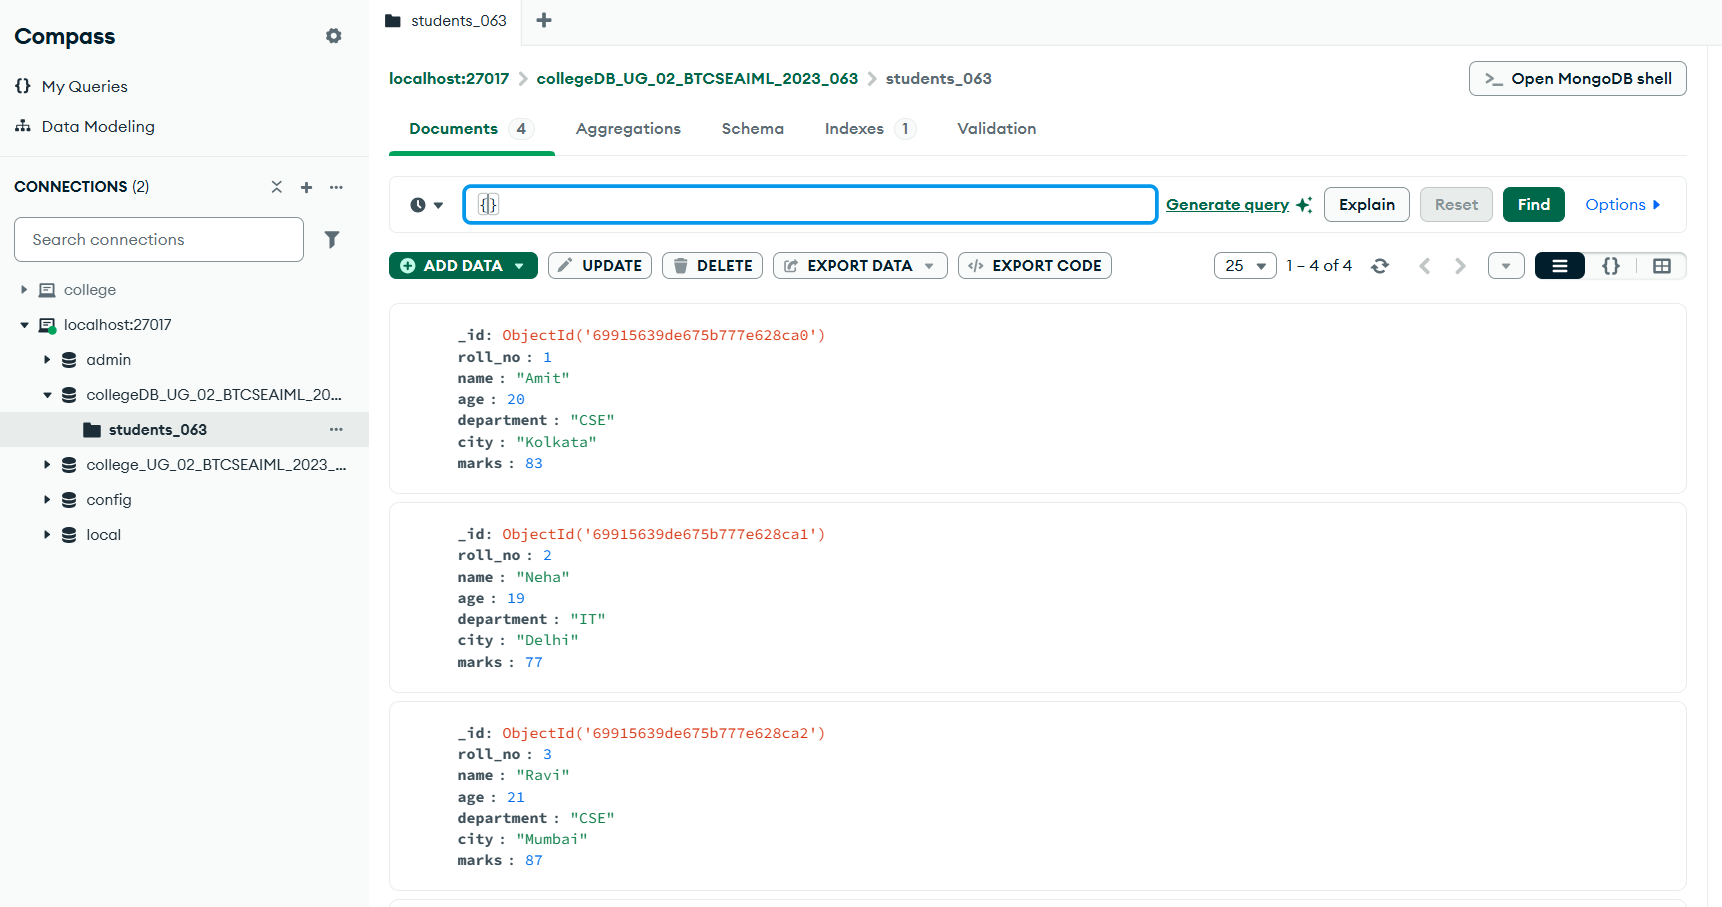 Compass
My Queries
Data Modeling
CONNECTIONS (2)
Search connections
college
localhost:27017
admin
collegeDB_UG_02_BTCSEAIML_20...
students_063
college_UG_02_BTCSEAIML_2023_...
config
local
students_063
localhost:27017 > collegeDB_UG_02_BTCSEAIML_2023_063 > students_063
>_ Open MongoDB shell
Documents 4 Aggregations Schema Indexes 1 Validation
{} Generate query Explain Reset Find Options
ADD DATA UPDATE DELETE EXPORT DATA </> EXPORT CODE 25 1 – 4 of 4 {}
_id: ObjectId('69915639de675b777e628ca0')
roll_no : 1
name : "Amit"
age : 20
department : "CSE"
city : "Kolkata"
marks : 83
_id: ObjectId('69915639de675b777e628ca1')
roll_no : 2
name : "Neha"
age : 19
department : "IT"
city : "Delhi"
marks : 77
_id: ObjectId('69915639de675b777e628ca2')
roll_no : 3
name : "Ravi"
age : 21
department : "CSE"
city : "Mumbai"
marks : 87